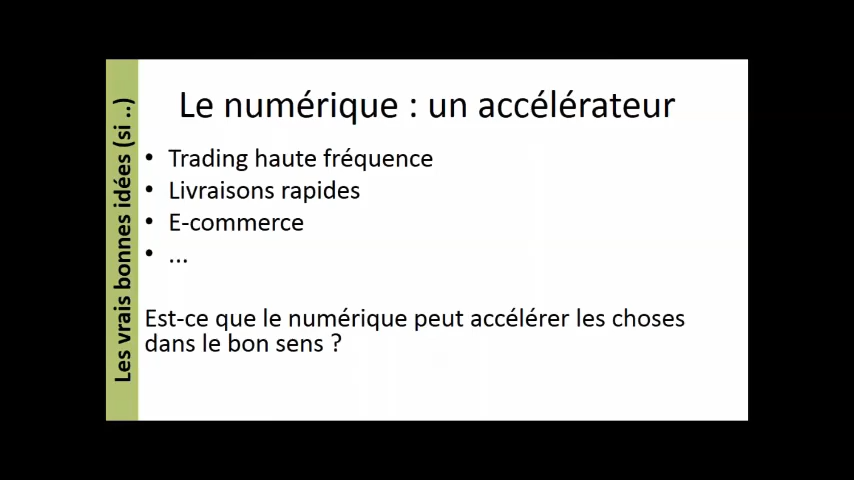 Les vrais bonnes idées (si ..)
Le numérique : un accélérateur
• Trading haute fréquence
• Livraisons rapides
• E-commerce
• ...
Est-ce que le numérique peut accélérer les choses
dans le bon sens ?